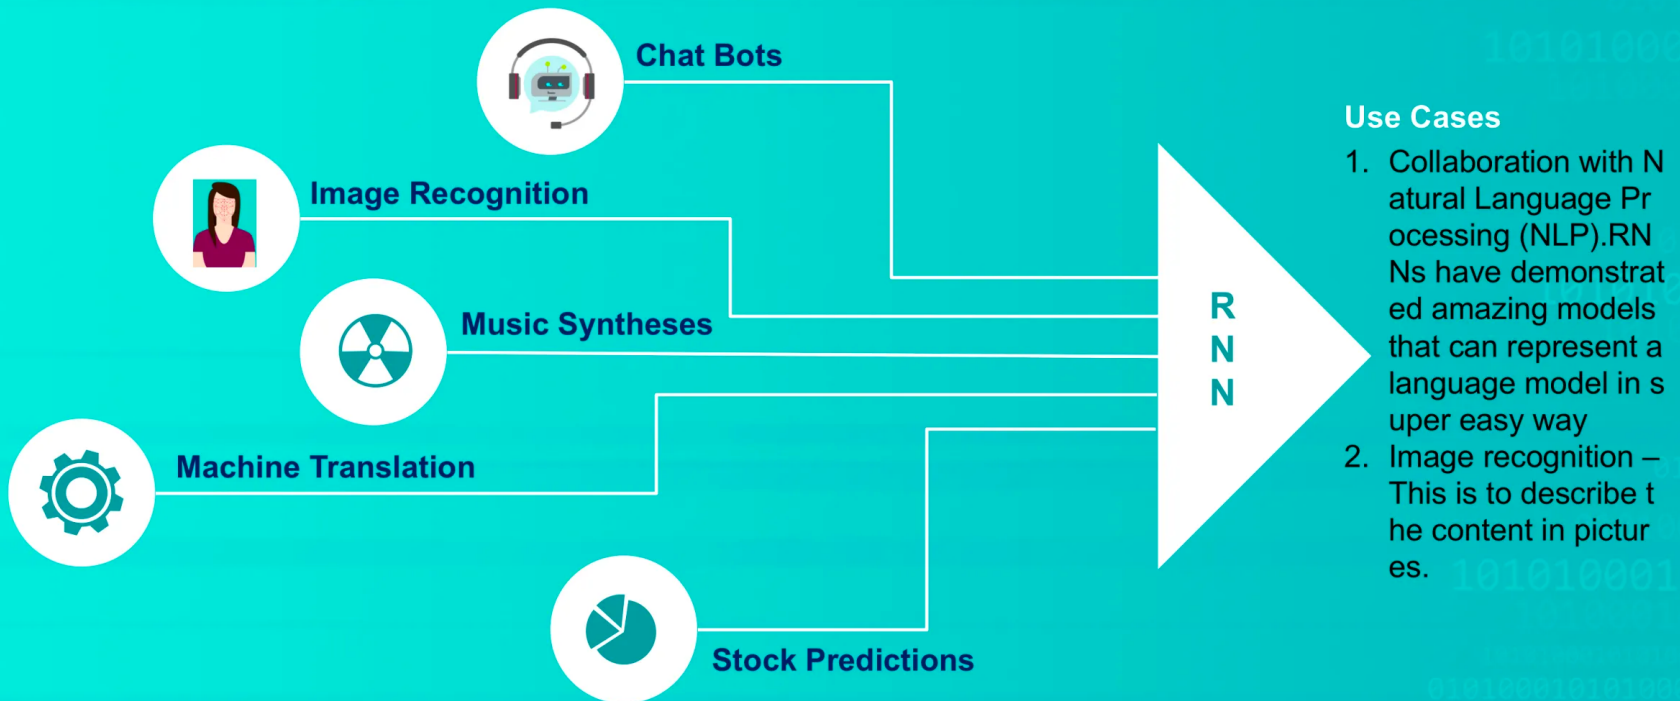 Chat Bots
Image Recognition
Music Syntheses
Machine Translation
Stock Predictions
R
N
N
Use Cases
1. Collaboration with N
atural Language Pr
ocessing (NLP).RN
Ns have demonstrat
ed amazing models
that can represent a
language model in s
uper easy way
2. Image recognition –
This is to describe t
he content in pictur
es.